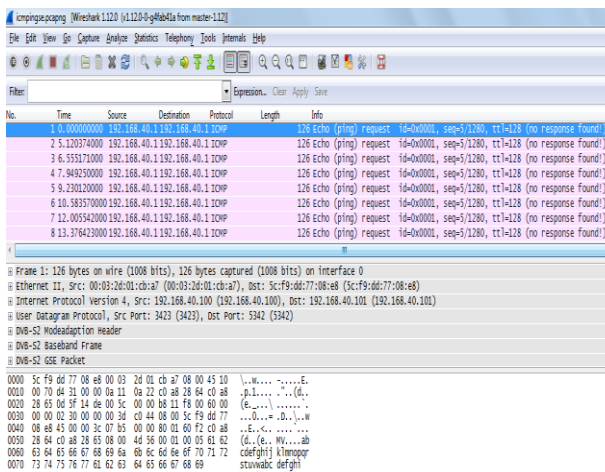 icmpingse.pcapng [Wireshark 1.12.0 (v1.12.0-0-g4fab41a from master-1.12)]
File Edit View Go Capture Analyze Statistics Telephony Tools Internals Help
Filter: Expression... Clear Apply Save
No. Time Source Destination Protocol Length Info
1 0.000000000 192.168.40.1 192.168.40.1 ICMP 126 Echo (ping) request id=0x0001, seq=5/1280, ttl=128 (no response found!)
2 5.120374000 192.168.40.1 192.168.40.1 ICMP 126 Echo (ping) request id=0x0001, seq=5/1280, ttl=128 (no response found!)
3 6.555171000 192.168.40.1 192.168.40.1 ICMP 126 Echo (ping) request id=0x0001, seq=5/1280, ttl=128 (no response found!)
4 7.949250000 192.168.40.1 192.168.40.1 ICMP 126 Echo (ping) request id=0x0001, seq=5/1280, ttl=128 (no response found!)
5 9.230120000 192.168.40.1 192.168.40.1 ICMP 126 Echo (ping) request id=0x0001, seq=5/1280, ttl=128 (no response found!)
6 10.583570000 192.168.40.1 192.168.40.1 ICMP 126 Echo (ping) request id=0x0001, seq=5/1280, ttl=128 (no response found!)
7 12.005542000 192.168.40.1 192.168.40.1 ICMP 126 Echo (ping) request id=0x0001, seq=5/1280, ttl=128 (no response found!)
8 13.376423000 192.168.40.1 192.168.40.1 ICMP 126 Echo (ping) request id=0x0001, seq=5/1280, ttl=128 (no response found!)
Frame 1: 126 bytes on wire (1008 bits), 126 bytes captured (1008 bits) on interface 0
Ethernet II, Src: 00:03:2d:01:cb:a7 (00:03:2d:01:cb:a7), Dst: 5c:f9:dd:77:08:e8 (5c:f9:dd:77:08:e8)
Internet Protocol Version 4, Src: 192.168.40.100 (192.168.40.100), Dst: 192.168.40.101 (192.168.40.101)
User Datagram Protocol, Src Port: 3423 (3423), Dst Port: 5342 (5342)
DVB-S2 Modeadaption Header
DVB-S2 Baseband Frame
DVB-S2 GSE Packet
0000 5c f9 dd 77 08 e8 00 03 2d 01 cb a7 08 00 45 10 \..w.... -.....E.
0010 00 70 d4 31 00 00 0a 11 0a 22 c0 a8 28 64 c0 a8 .p.1.... ."..(d..
0020 28 65 0d 5f 14 de 00 5c 00 00 b8 11 f8 00 60 00 (e._...\ ......`.
0030 00 00 02 30 00 00 00 3d c0 44 08 00 5c f9 dd 77 ...0...= .D..\..w
0040 08 e8 45 00 00 3c 07 b5 00 00 80 01 60 f2 c0 a8 ..E..<.. ....`...
0050 28 64 c0 a8 28 65 08 00 4d 56 00 01 00 05 61 62 (d..(e.. MV....ab
0060 63 64 65 66 67 68 69 6a 6b 6c 6d 6e 6f 70 71 72 cdefghij klmnopqr
0070 73 74 75 76 77 61 62 63 64 65 66 67 68 69 stuvwabc defghi